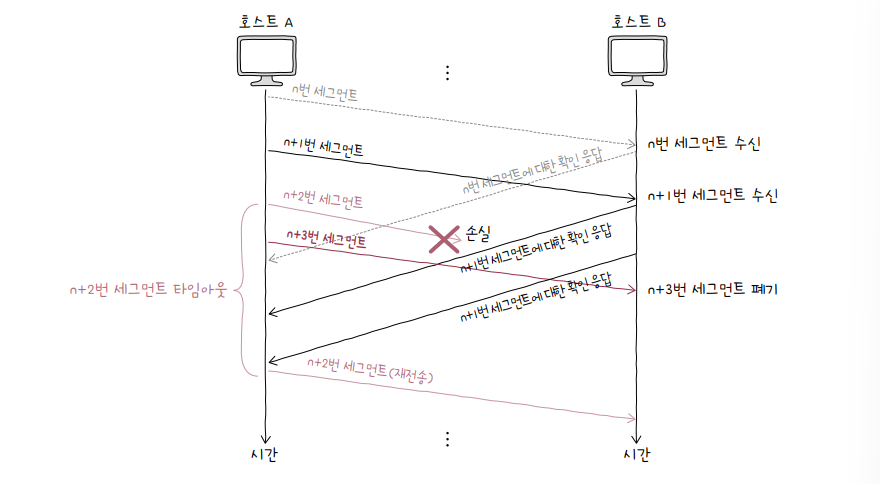 호스트 A
호스트 B
n번 세그먼트
n번 세그먼트 수신
n+1번 세그먼트
n번 세그먼트에 대한 확인 응답
n+1번 세그먼트 수신
n+2번 세그먼트
손실
n+3번 세그먼트
n+1번 세그먼트에 대한 확인 응답
n+2번 세그먼트 타임아웃
n+3번 세그먼트 폐기
n+1번 세그먼트에 대한 확인 응답
n+2번 세그먼트(재전송)
시간
시간